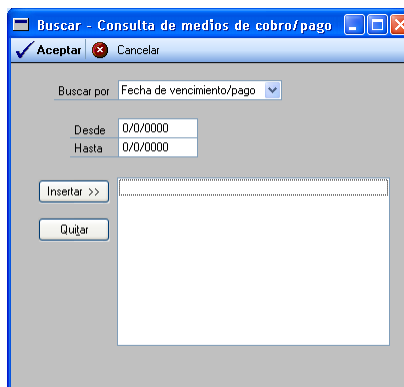 Buscar - Consulta de medios de cobro/pago
Aceptar Cancelar
Buscar por Fecha de vencimiento/pago
Desde 0/0/0000
Hasta 0/0/0000
Insertar >>
Quitar